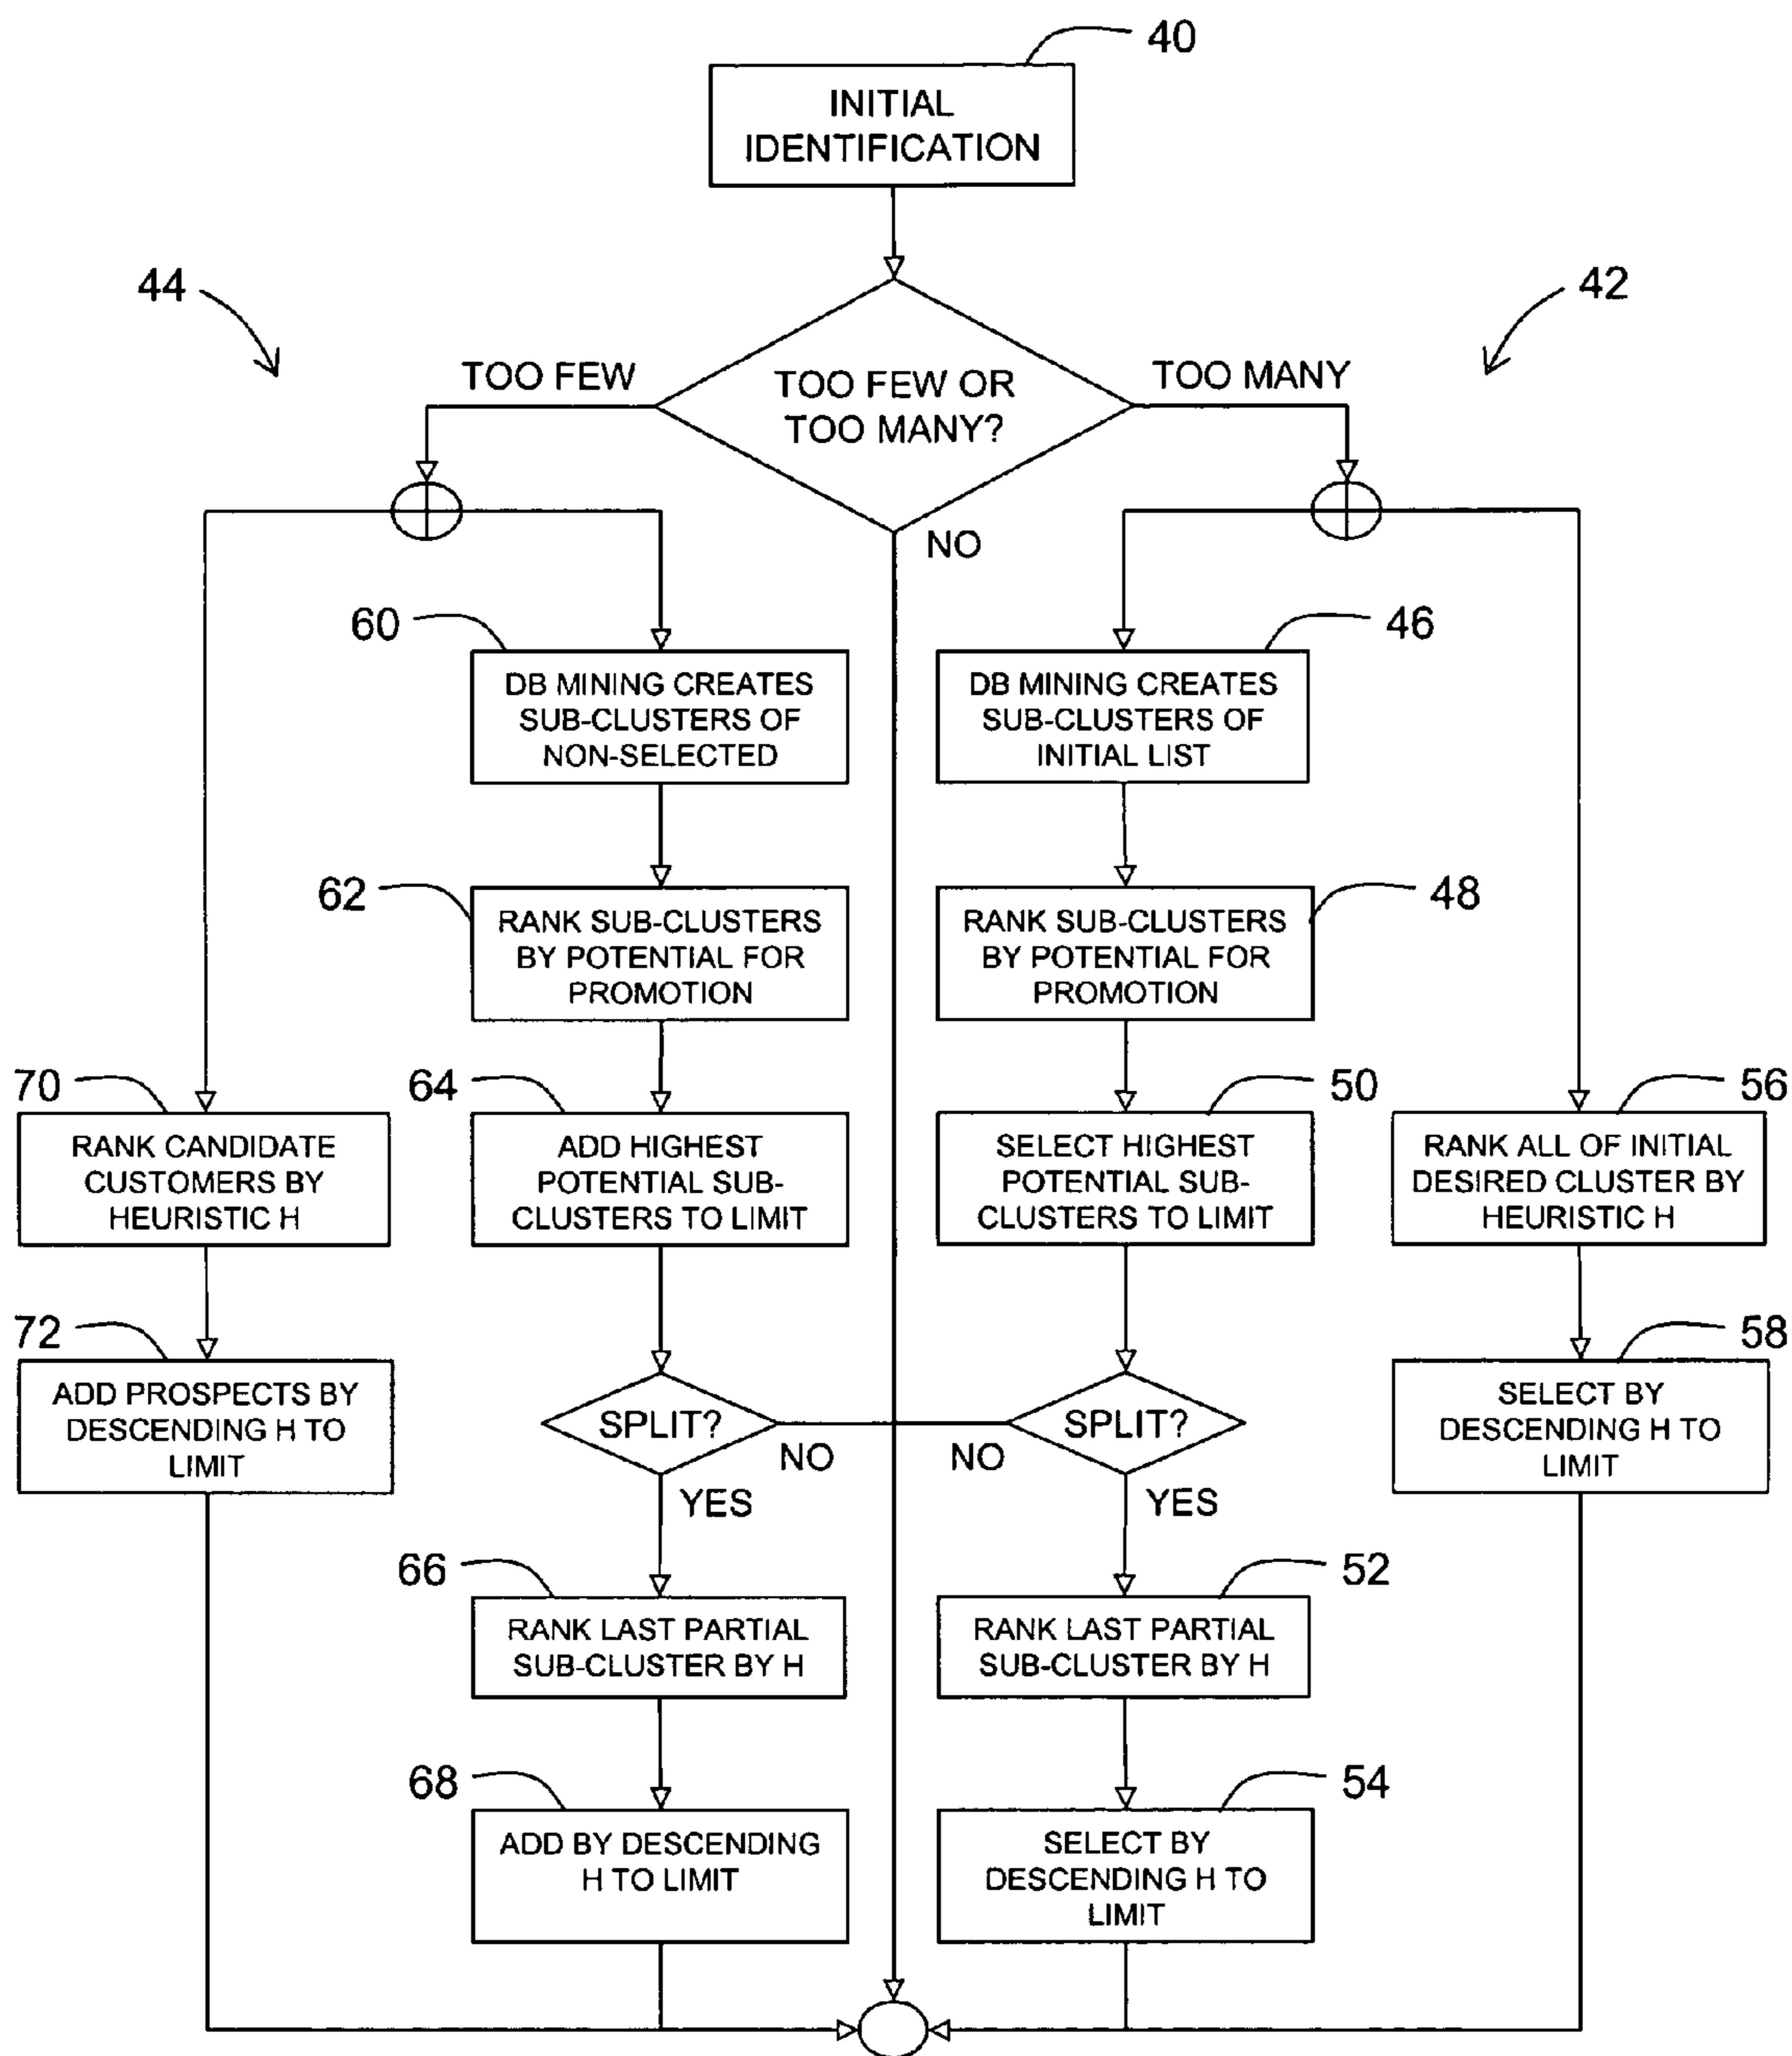 40
INITIAL
IDENTIFICATION
44
42
TOO FEW
TOO FEW OR
TOO MANY?
TOO MANY
NO
60
DB MINING CREATES
SUB-CLUSTERS OF
NON-SELECTED
46
DB MINING CREATES
SUB-CLUSTERS OF
INITIAL LIST
62
RANK SUB-CLUSTERS
BY POTENTIAL FOR
PROMOTION
48
RANK SUB-CLUSTERS
BY POTENTIAL FOR
PROMOTION
70
RANK CANDIDATE
CUSTOMERS BY
HEURISTIC H
64
ADD HIGHEST
POTENTIAL SUB-
CLUSTERS TO LIMIT
50
SELECT HIGHEST
POTENTIAL SUB-
CLUSTERS TO LIMIT
56
RANK ALL OF INITIAL
DESIRED CLUSTER BY
HEURISTIC H
72
ADD PROSPECTS BY
DESCENDING H TO
LIMIT
SPLIT?
NO
YES
SPLIT?
NO
YES
58
SELECT BY
DESCENDING H TO
LIMIT
66
RANK LAST PARTIAL
SUB-CLUSTER BY H
52
RANK LAST PARTIAL
SUB-CLUSTER BY H
68
ADD BY DESCENDING
H TO LIMIT
54
SELECT BY
DESCENDING H TO
LIMIT